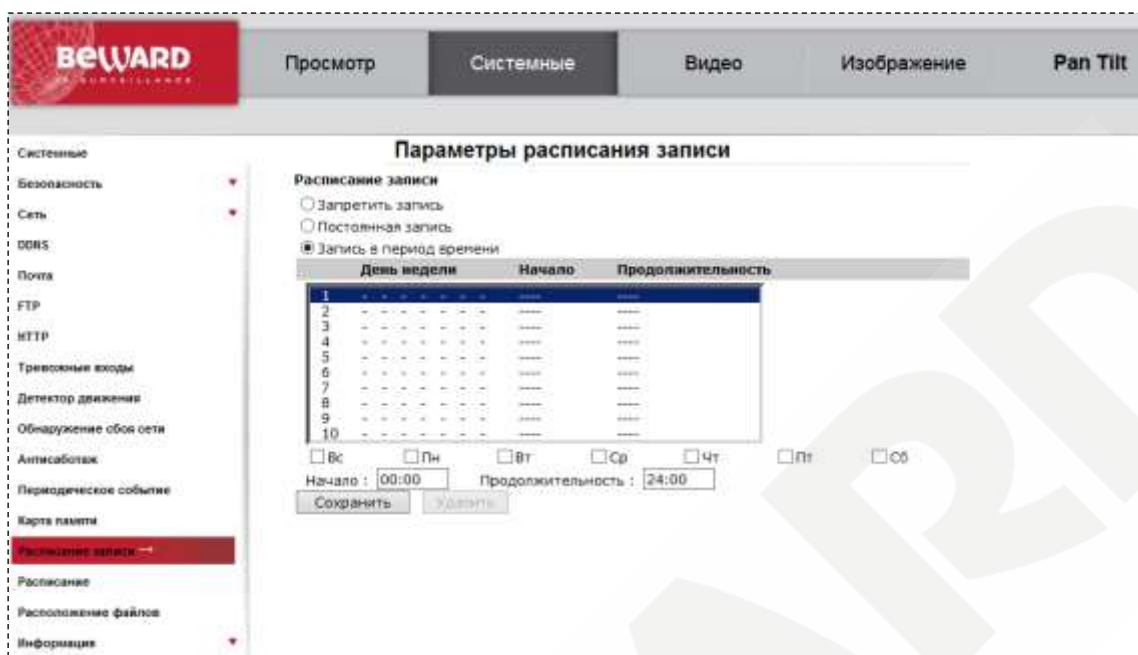 BEWARD
Просмотр Системные Видео Изображение Pan Tilt
Системные
Безопасность
Сеть
DDNS
Почта
FTP
HTTP
Тревожные входы
Детектор движения
Обнаружение сбоя сети
Антисаботаж
Периодическое событие
Карта памяти
Расписание записи
Расписание
Расположение файлов
Информация
Параметры расписания записи
Расписание записи
Запретить запись
Постоянная запись
Запись в период времени
День недели Начало Продолжительность
1 - - - - - - - ---- ----
2 - - - - - - - ---- ----
3 - - - - - - - ---- ----
4 - - - - - - - ---- ----
5 - - - - - - - ---- ----
6 - - - - - - - ---- ----
7 - - - - - - - ---- ----
8 - - - - - - - ---- ----
9 - - - - - - - ---- ----
10 - - - - - - - ---- ----
Вс Пн Вт Ср Чт Пт Сб
Начало : 00:00 Продолжительность : 24:00
Сохранить Удалить